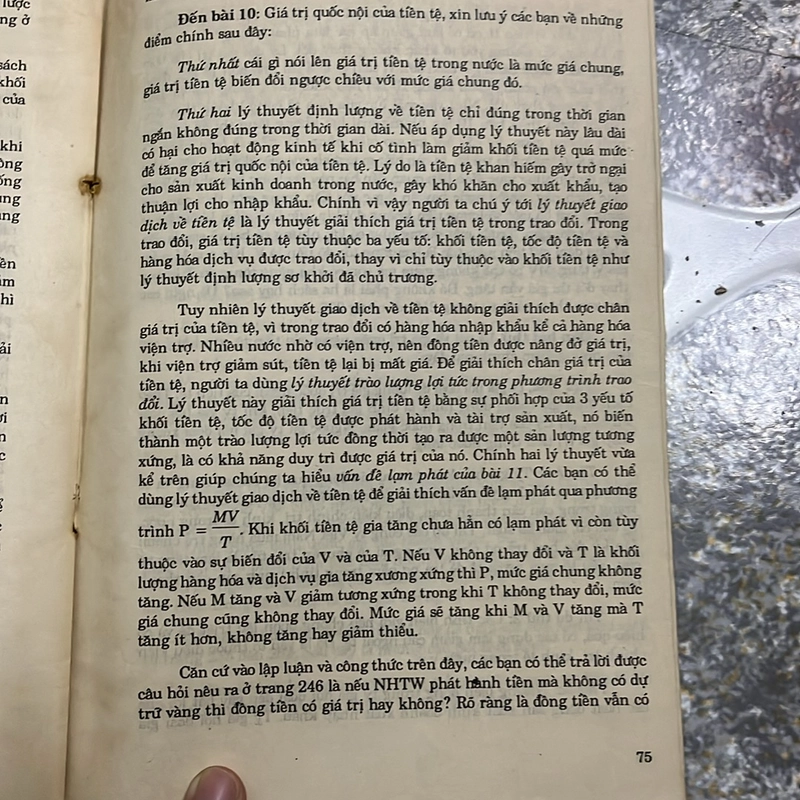 lược
ng ở
sách
khối
của
khi
ông
ống
ung
ng
ền
âm
hì
ải
n
ơi
n
c
ể
c
Đến bài 10: Giá trị quốc nội của tiền tệ, xin lưu ý các bạn về những
điểm chính sau đây:
Thứ nhất cái gì nói lên giá trị tiền tệ trong nước là mức giá chung,
giá trị tiền tệ biến đổi ngược chiều với mức giá chung đó.
Thứ hai lý thuyết định lượng về tiền tệ chỉ đúng trong thời gian
ngắn không đúng trong thời gian dài. Nếu áp dụng lý thuyết này lâu dài
có hại cho hoạt động kinh tế khi cố tình làm giảm khối tiền tệ quá mức
để tăng giá trị quốc nội của tiền tệ. Lý do là tiền tệ khan hiếm gây trở ngại
cho sản xuất kinh doanh trong nước, gây khó khăn cho xuất khẩu, tạo
thuận lợi cho nhập khẩu. Chính vì vậy người ta chú ý tới lý thuyết giao
dịch về tiền tệ là lý thuyết giải thích giá trị tiền tệ trong trao đổi. Trong
trao đổi, giá trị tiền tệ tùy thuộc ba yếu tố: khối tiền tệ, tốc độ tiền tệ và
hàng hóa dịch vụ được trao đổi, thay vì chỉ tùy thuộc vào khối tiền tệ như
lý thuyết định lượng sơ khởi đã chủ trương.
Tuy nhiên lý thuyết giao dịch về tiền tệ không giải thích được chân
giá trị của tiền tệ, vì trong trao đổi có hàng hóa nhập khẩu kể cả hàng hóa
viện trợ. Nhiều nước nhờ có viện trợ, nên đồng tiền được nâng đở giá trị,
khi viện trợ giảm sút, tiền tệ lại bị mất giá. Để giải thích chân giá trị của
tiền tệ, người ta dùng lý thuyết trào lượng lợi tức trong phương trình trao
đổi. Lý thuyết này giải thích giá trị tiền tệ bằng sự phối hợp của 3 yếu tố
khối tiền tệ, tốc độ tiền tệ được phát hành và tài trợ sản xuất, nó biến
thành một trào lượng lợi tức đồng thời tạo ra được một sản lượng tương
xứng, là có khả năng duy trì được giá trị của nó. Chính hai lý thuyết vừa
kể trên giúp chúng ta hiểu vấn đề lạm phát của bài 11. Các bạn có thể
dùng lý thuyết giao dịch về tiền tệ để giải thích vấn đề lạm phát qua phương
trình P = MV/T. Khi khối tiền tệ gia tăng chưa hẳn có lạm phát vì còn tùy
thuộc vào sự biến đổi của V và của T. Nếu V không thay đổi và T là khối
lượng hàng hóa và dịch vụ gia tăng xương xứng thì P, mức giá chung không
tăng. Nếu M tăng và V giảm tương xứng trong khi T không thay đổi, mức
giá chung cũng không thay đổi. Mức giá sẽ tăng khi M và V tăng mà T
tăng ít hơn, không tăng hay giảm thiểu.
Căn cứ vào lập luận và công thức trên đây, các bạn có thể trả lời được
câu hỏi nêu ra ở trang 246 là nếu NHTW phát hành tiền mà không có dự
trữ vàng thì đồng tiền có giá trị hay không? Rõ ràng là đồng tiền vẫn có
75